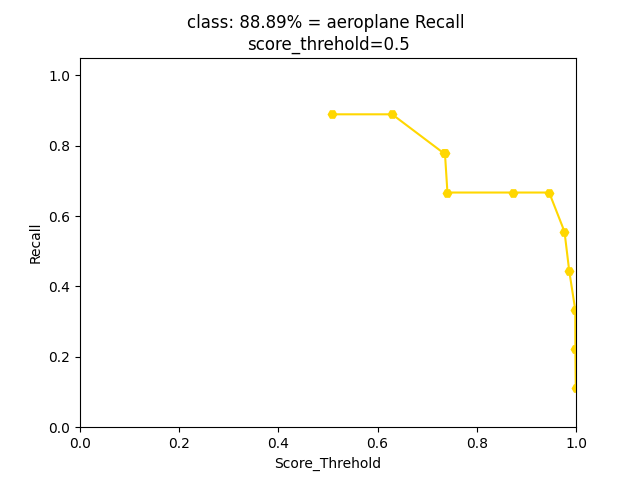 class: 88.89% = aeroplane Recall
score_threhold=0.5
1.0
0.8
0.6
0.4
0.2
0.0
Recall
0.0 0.2 0.4 0.6 0.8 1.0
Score_Threhold